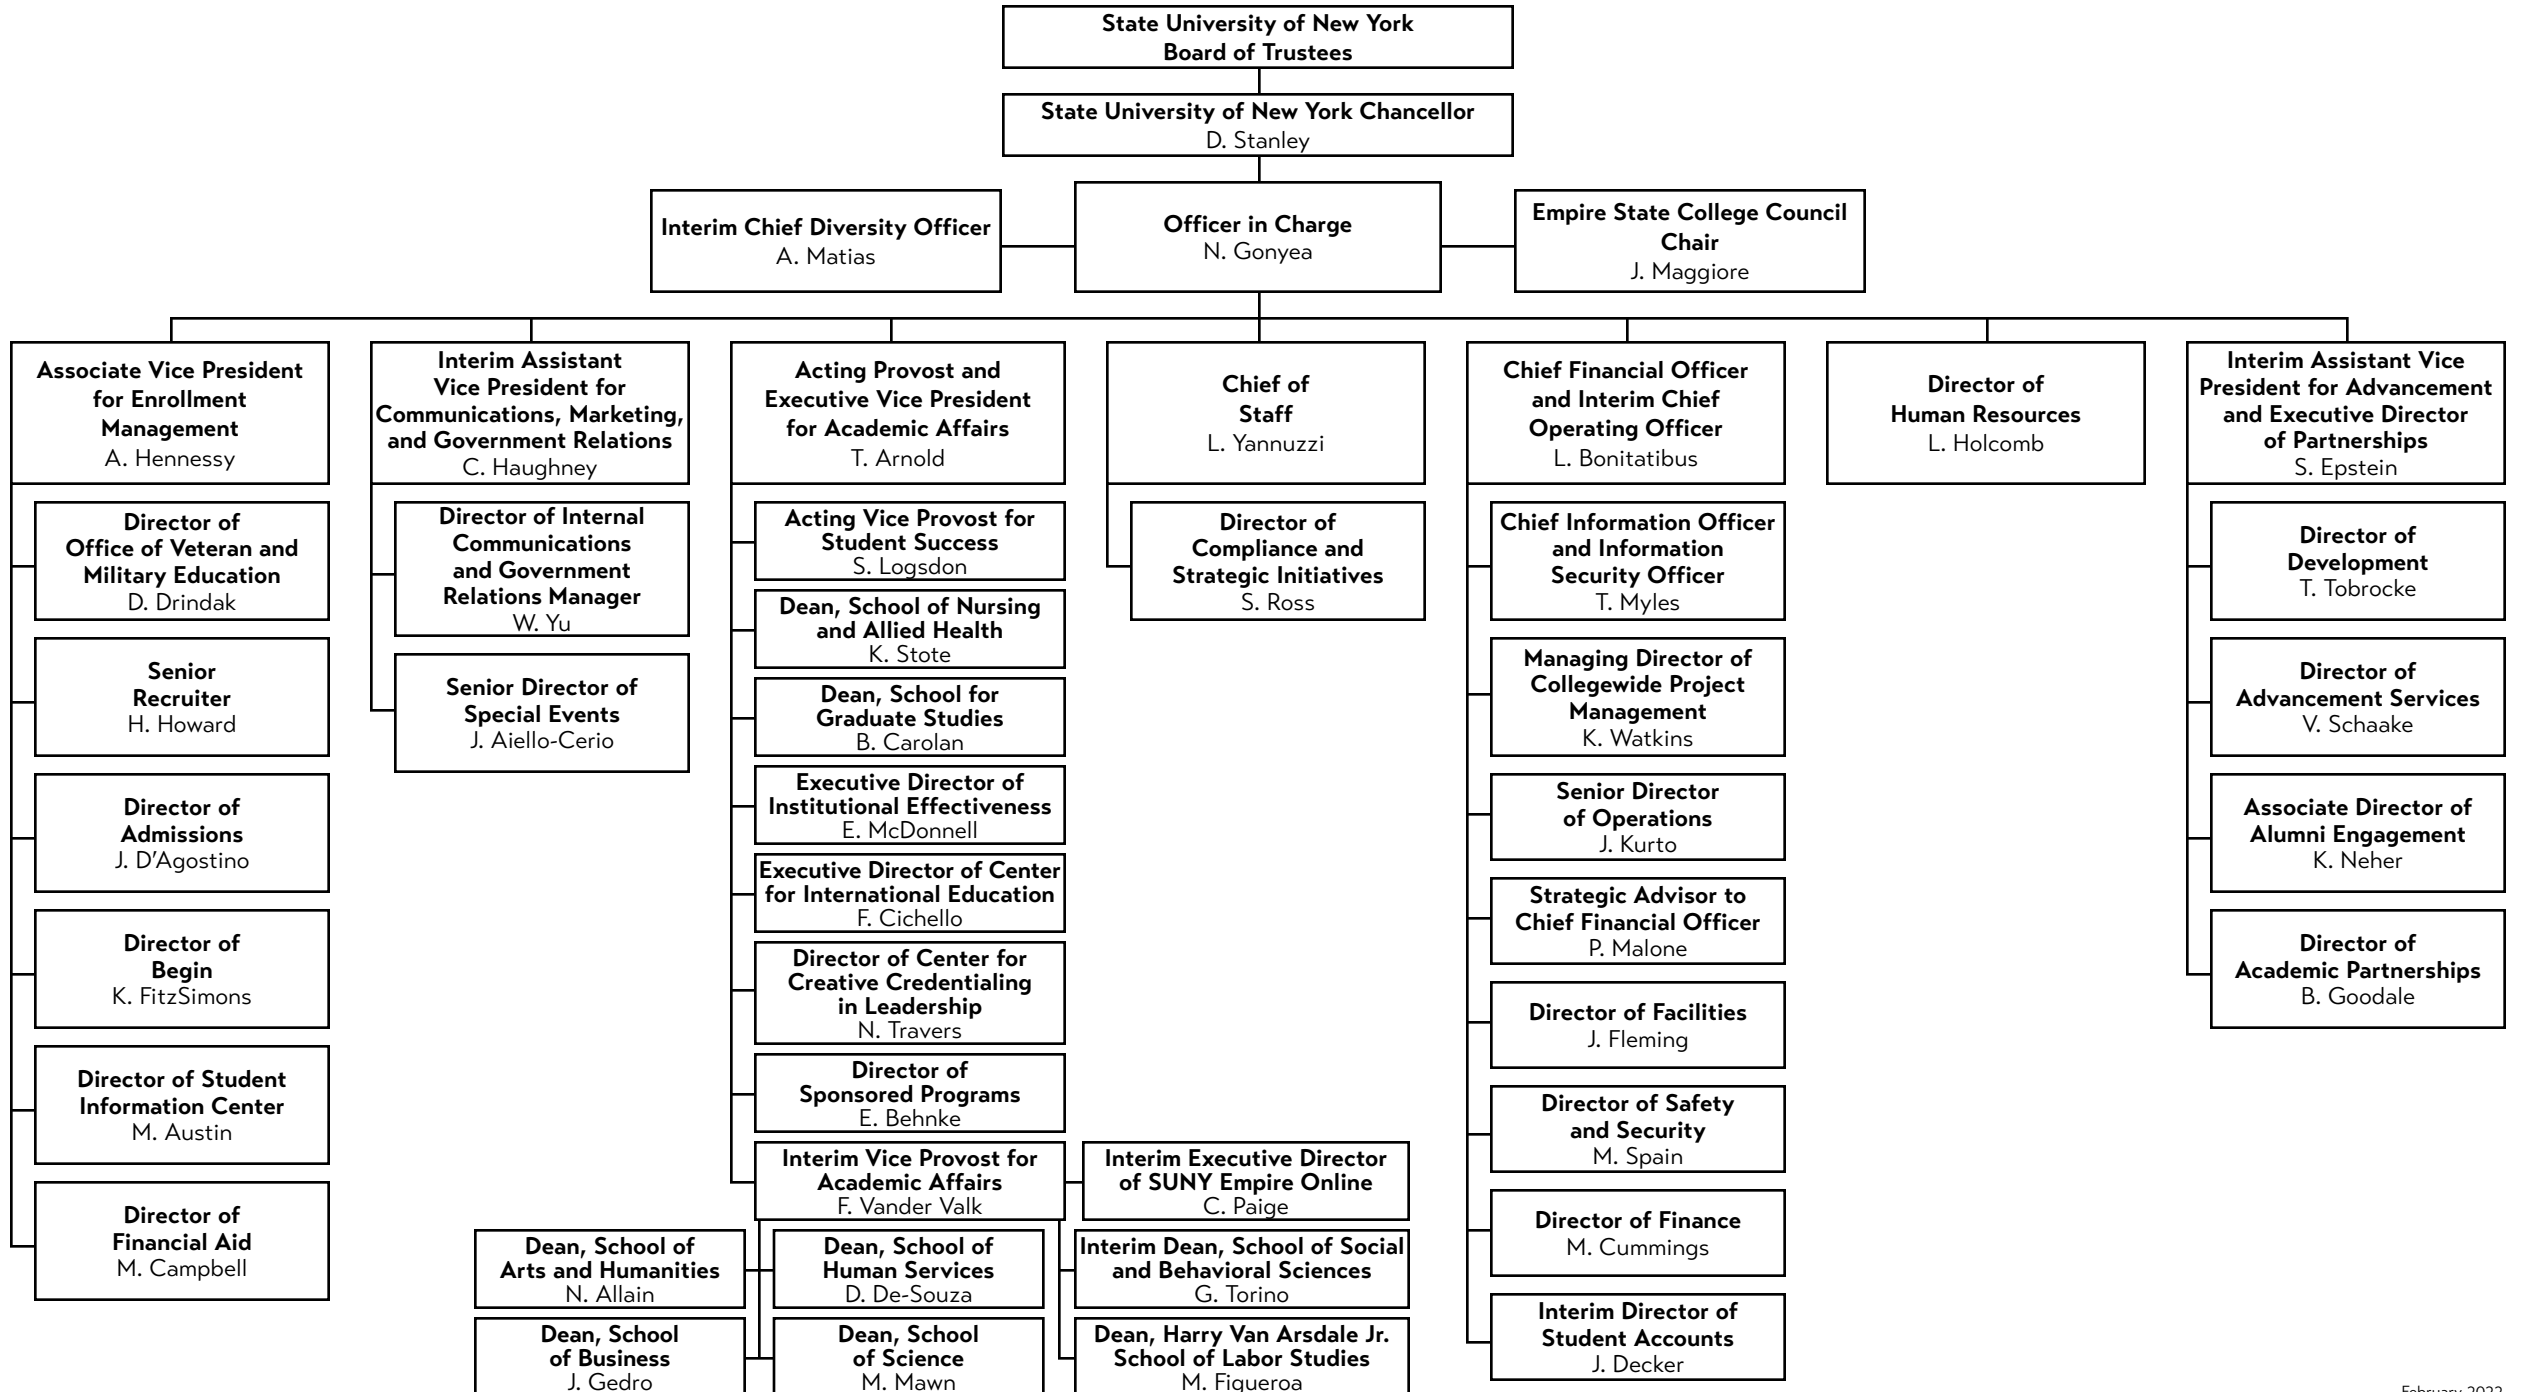 State University of New York
Board of Trustees
State University of New York Chancellor
D. Stanley
Interim Chief Diversity Officer
A. Matias
Officer in Charge
N. Gonyea
Empire State College Council
Chair
J. Maggiore
Associate Vice President
for Enrollment
Management
A. Hennessy
Director of
Office of Veteran and
Military Education
D. Drindak
Senior
Recruiter
H. Howard
Director of
Admissions
J. D'Agostino
Director of
Begin
K. FitzSimons
Director of Student
Information Center
M. Austin
Director of
Financial Aid
M. Campbell
Interim Assistant
Vice President for
Communications, Marketing,
and Government Relations
C. Haughney
Director of Internal
Communications
and Government
Relations Manager
W. Yu
Senior Director of
Special Events
J. Aiello-Cerio
Acting Provost and
Executive Vice President
for Academic Affairs
T. Arnold
Acting Vice Provost for
Student Success
S. Logsdon
Dean, School of Nursing
and Allied Health
K. Stote
Dean, School for
Graduate Studies
B. Carolan
Executive Director of
Institutional Effectiveness
E. McDonnell
Executive Director of Center
for International Education
F. Cichello
Director of Center for
Creative Credentialing
in Leadership
N. Travers
Director of
Sponsored Programs
E. Behnke
Interim Vice Provost for
Academic Affairs
F. Vander Valk
Interim Executive Director
of SUNY Empire Online
C. Paige
Dean, School of
Arts and Humanities
N. Allain
Dean, School of
Human Services
D. De-Souza
Interim Dean, School of Social
and Behavioral Sciences
G. Torino
Dean, School
of Business
J. Gedro
Dean, School
of Science
M. Mawn
Dean, Harry Van Arsdale Jr.
School of Labor Studies
M. Figueroa
Chief of
Staff
L. Yannuzzi
Director of
Compliance and
Strategic Initiatives
S. Ross
Chief Financial Officer
and Interim Chief
Operating Officer
L. Bonitatibus
Chief Information Officer
and Information
Security Officer
T. Myles
Managing Director of
Collegewide Project
Management
K. Watkins
Senior Director
of Operations
J. Kurto
Strategic Advisor to
Chief Financial Officer
P. Malone
Director of Facilities
J. Fleming
Director of Safety
and Security
M. Spain
Director of Finance
M. Cummings
Interim Director of
Student Accounts
J. Decker
Director of
Human Resources
L. Holcomb
Interim Assistant Vice
President for Advancement
and Executive Director
of Partnerships
S. Epstein
Director of
Development
T. Tobrocke
Director of
Advancement Services
V. Schaake
Associate Director of
Alumni Engagement
K. Neher
Director of
Academic Partnerships
B. Goodale
February 2022